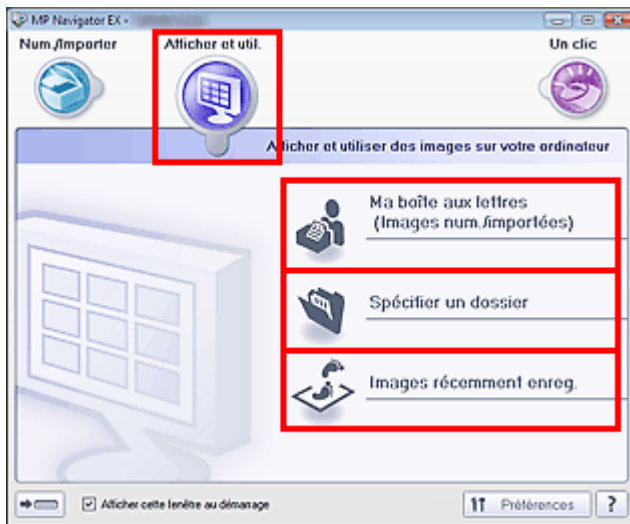 MP Navigator EX -
Num./Importer
Afficher et util.
Un clic
Afficher et utiliser des images sur votre ordinateur
Ma boîte aux lettres
(Images num./importées)
Spécifier un dossier
Images récemment enreg.
Afficher cette fenêtre au démarrage
Préférences
?